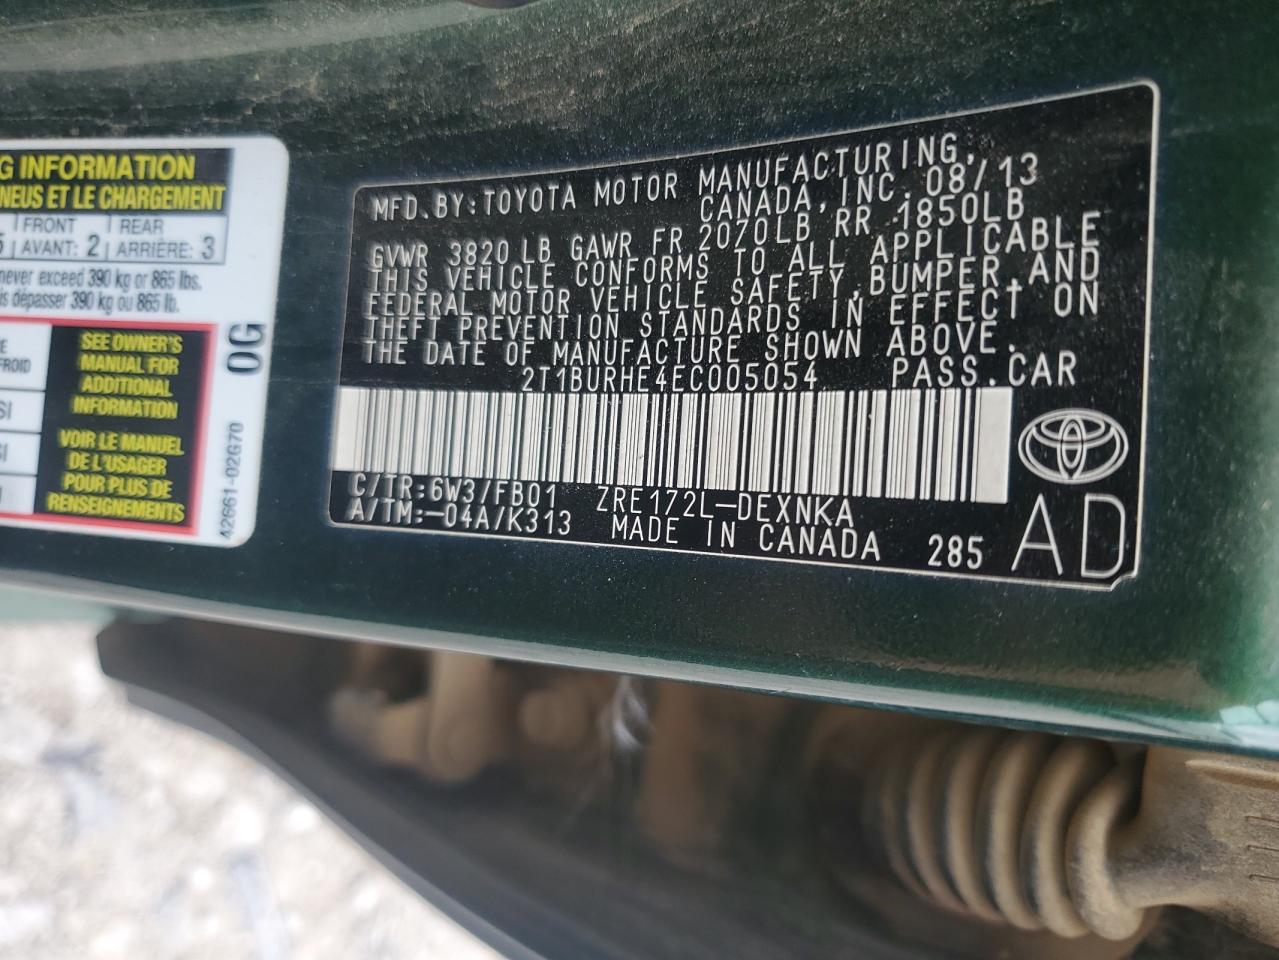 G INFORMATION
NEUS ET LE CHARGEMENT
5 FRONT REAR
AVANT: 2 ARRIÈRE: 3
never exceed 390 kg or 865 lbs.
dépasser 390 kg ou 865 lb.
SEE OWNER'S
MANUAL FOR
ADDITIONAL
INFORMATION
VOIR LE MANUEL
DE L'USAGER
POUR PLUS DE
RENSEIGNEMENTS
FROID
42661-02G70
0G
MFD.BY:TOYOTA MOTOR MANUFACTURING,
CANADA,INC.08/13
GVWR 3820LB GAWR FR 2070LB RR 1850LB
THIS VEHICLE CONFORMS TO ALL APPLICABLE
FEDERAL MOTOR VEHICLE SAFETY,BUMPER,AND
THEFT PREVENTION STANDARDS IN EFFECT ON
THE DATE OF MANUFACTURE SHOWN ABOVE.
2T1BURHE4EC005054 PASS.CAR
C/TR:6W3/FB01 ZRE172L-DEXNKA
A/TM:-04A/K313 MADE IN CANADA 285
AD